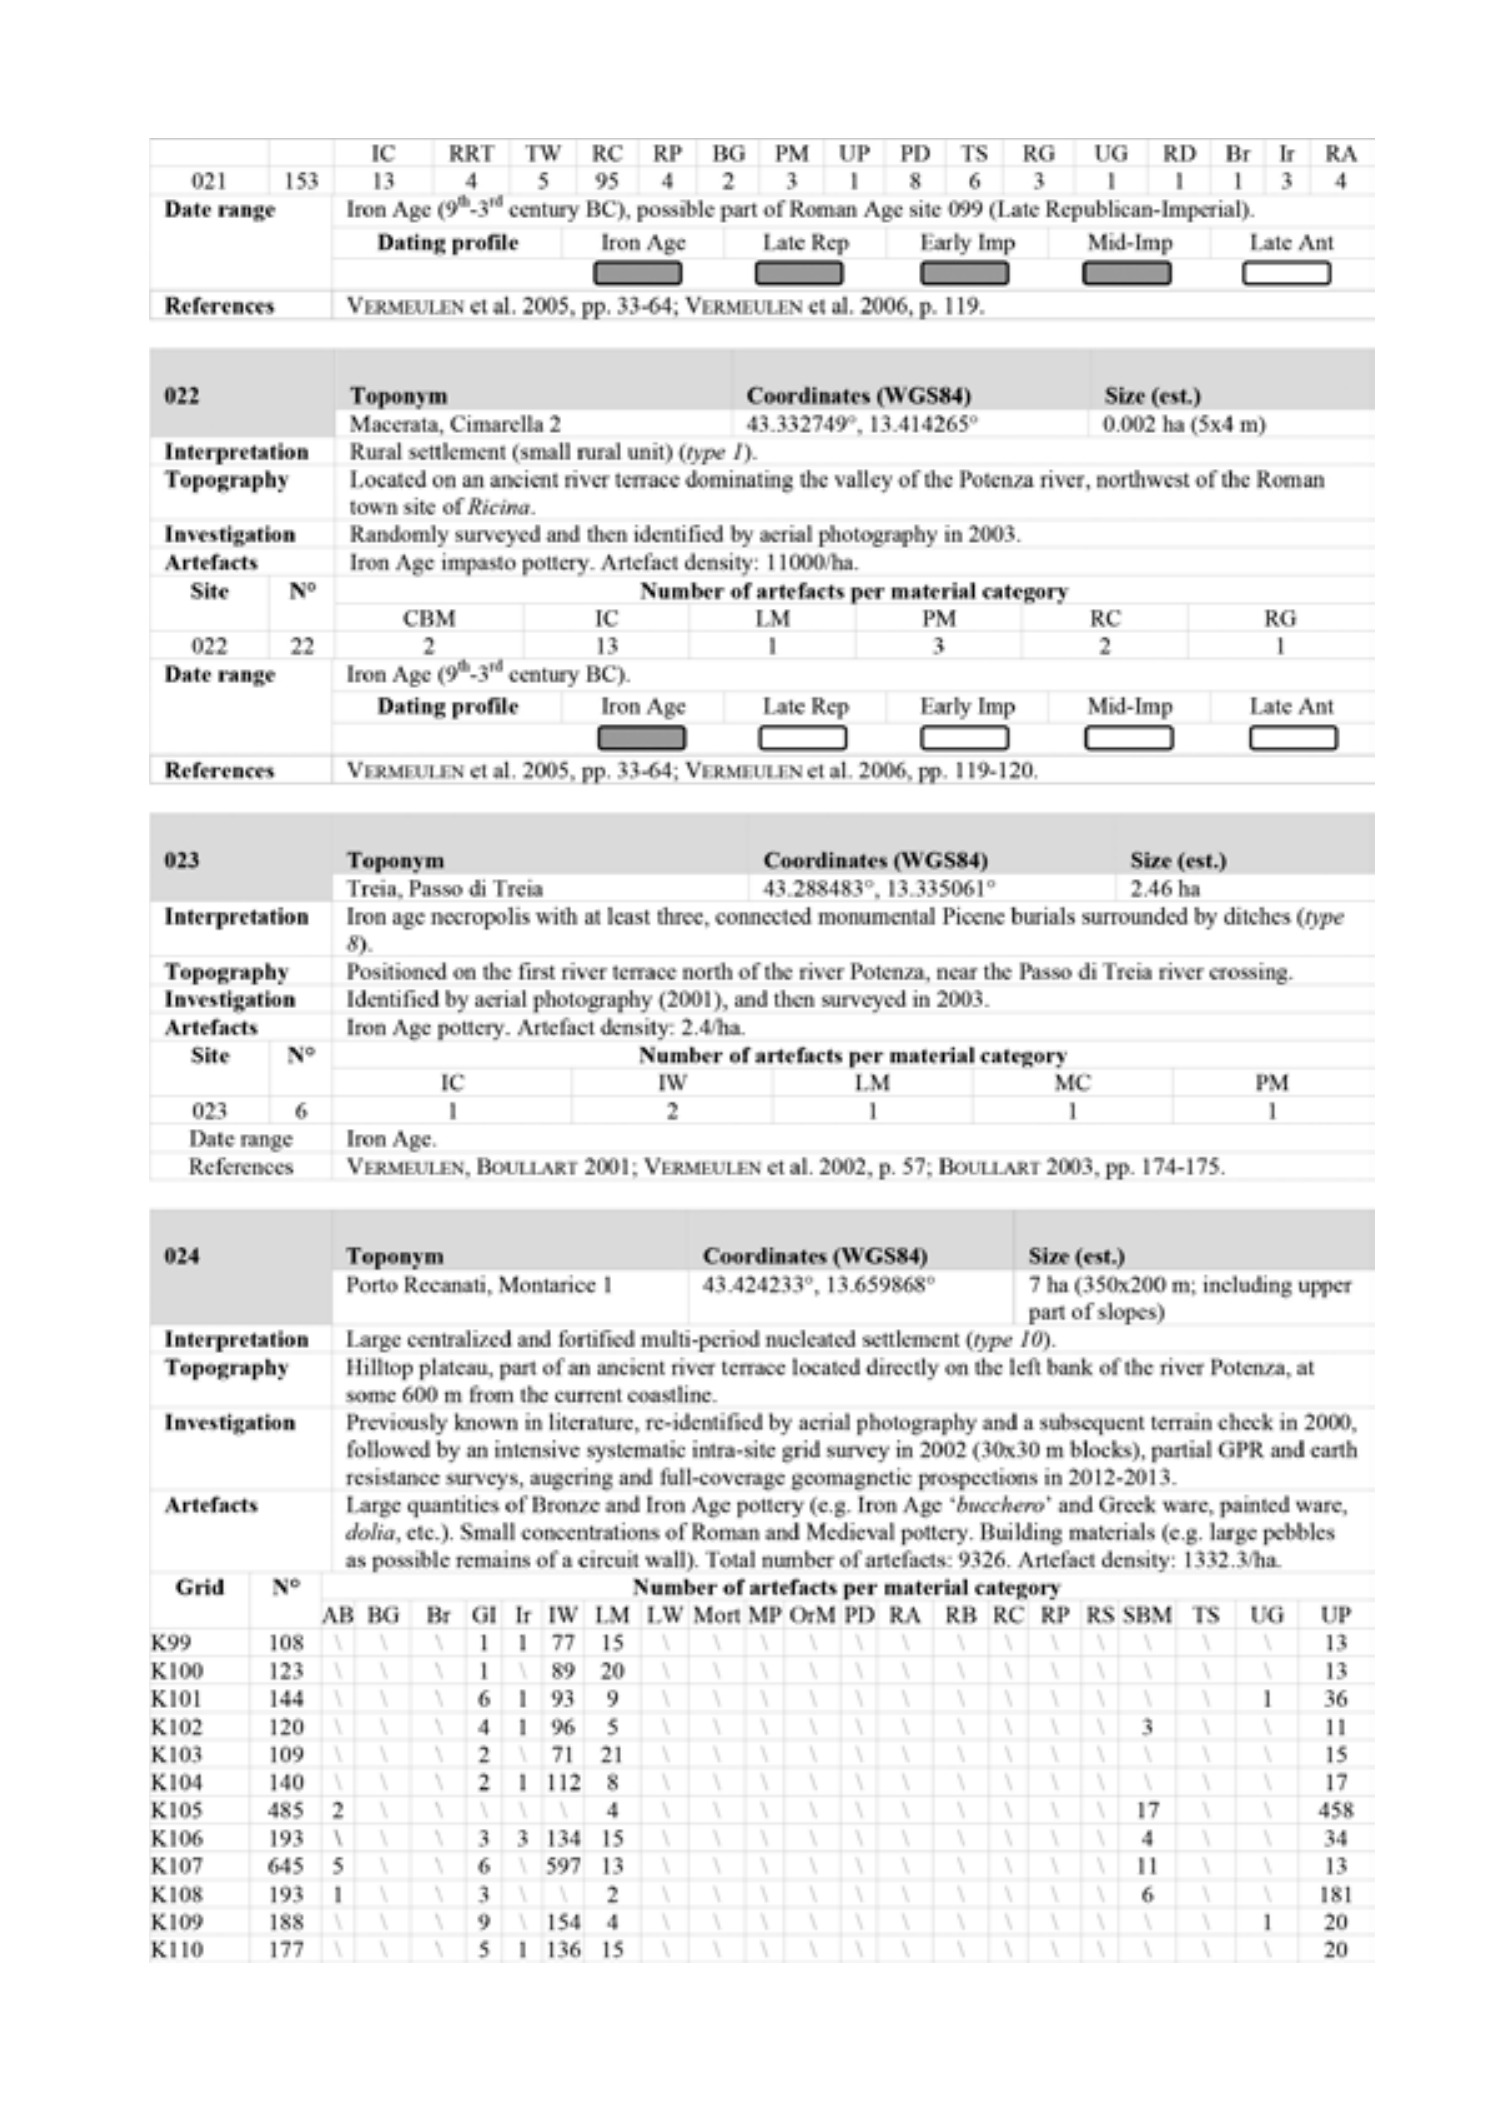 IC RRT TW RC RP BG PM UP PD TS RG UG RD Br Ir RA
021 153 13 4 5 95 4 2 3 1 8 6 3 1 1 1 3 4
Date range Iron Age (9th-3rd century BC), possible part of Roman Age site 099 (Late Republican-Imperial).
Dating profile Iron Age Late Rep Early Imp Mid-Imp Late Ant
References VERMEULEN et al. 2005, pp. 33-64; VERMEULEN et al. 2006, p. 119.
022 Toponym Coordinates (WGS84) Size (est.)
Macerata, Cimarella 2 43.332749°, 13.414265° 0.002 ha (5x4 m)
Interpretation Rural settlement (small rural unit) (type 1).
Topography Located on an ancient river terrace dominating the valley of the Potenza river, northwest of the Roman
town site of Ricina.
Investigation Randomly surveyed and then identified by aerial photography in 2003.
Artefacts Iron Age impasto pottery. Artefact density: 11000/ha.
Site N° Number of artefacts per material category
CBM IC LM PM RC RG
022 22 2 13 1 3 2 1
Date range Iron Age (9th-3rd century BC).
Dating profile Iron Age Late Rep Early Imp Mid-Imp Late Ant
References VERMEULEN et al. 2005, pp. 33-64; VERMEULEN et al. 2006, pp. 119-120.
023 Toponym Coordinates (WGS84) Size (est.)
Treia, Passo di Treia 43.288483°, 13.335061° 2.46 ha
Interpretation Iron age necropolis with at least three, connected monumental Picene burials surrounded by ditches (type
8).
Topography Positioned on the first river terrace north of the river Potenza, near the Passo di Treia river crossing.
Investigation Identified by aerial photography (2001), and then surveyed in 2003.
Artefacts Iron Age pottery. Artefact density: 2.4/ha.
Site N° Number of artefacts per material category
IC IW LM MC PM
023 6 1 2 1 1 1
Date range Iron Age.
References VERMEULEN, BOULLART 2001; VERMEULEN et al. 2002, p. 57; BOULLART 2003, pp. 174-175.
024 Toponym Coordinates (WGS84) Size (est.)
Porto Recanati, Montarice 1 43.424233°, 13.659868° 7 ha (350x200 m; including upper
part of slopes)
Interpretation Large centralized and fortified multi-period nucleated settlement (type 10).
Topography Hilltop plateau, part of an ancient river terrace located directly on the left bank of the river Potenza, at
some 600 m from the current coastline.
Investigation Previously known in literature, re-identified by aerial photography and a subsequent terrain check in 2000,
followed by an intensive systematic intra-site grid survey in 2002 (30x30 m blocks), partial GPR and earth
resistance surveys, augering and full-coverage geomagnetic prospections in 2012-2013.
Artefacts Large quantities of Bronze and Iron Age pottery (e.g. Iron Age ‘bucchero’ and Greek ware, painted ware,
dolia, etc.). Small concentrations of Roman and Medieval pottery. Building materials (e.g. large pebbles
as possible remains of a circuit wall). Total number of artefacts: 9326. Artefact density: 1332.3/ha.
Grid N° Number of artefacts per material category
AB BG Br Gl Ir IW LM LW Mort MP OrM PD RA RB RC RP RS SBM TS UG UP
K99 108 \ \ \ 1 1 77 15 \ \ \ \ \ \ \ \ \ \ \ \ \ 13
K100 123 \ \ \ 1 \ 89 20 \ \ \ \ \ \ \ \ \ \ \ \ \ 13
K101 144 \ \ \ 6 1 93 9 \ \ \ \ \ \ \ \ \ \ \ \ 1 36
K102 120 \ \ \ 4 1 96 5 \ \ \ \ \ \ \ \ \ \ 3 \ \ 11
K103 109 \ \ \ 2 \ 71 21 \ \ \ \ \ \ \ \ \ \ \ \ \ 15
K104 140 \ \ \ 2 1 112 8 \ \ \ \ \ \ \ \ \ \ \ \ \ 17
K105 485 2 \ \ \ \ \ 4 \ \ \ \ \ \ \ \ \ \ 17 \ \ 458
K106 193 \ \ \ 3 3 134 15 \ \ \ \ \ \ \ \ \ \ 4 \ \ 34
K107 645 5 \ \ 6 \ 597 13 \ \ \ \ \ \ \ \ \ \ 11 \ \ 13
K108 193 1 \ \ 3 \ \ 2 \ \ \ \ \ \ \ \ \ \ 6 \ \ 181
K109 188 \ \ \ 9 \ 154 4 \ \ \ \ \ \ \ \ \ \ \ \ 1 20
K110 177 \ \ \ 5 1 136 15 \ \ \ \ \ \ \ \ \ \ \ \ \ 20